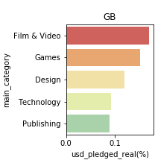 GB
main_category
Film & Video
Games
Design
Technology
Publishing
0.0 0.1
usd_pledged_real(%)